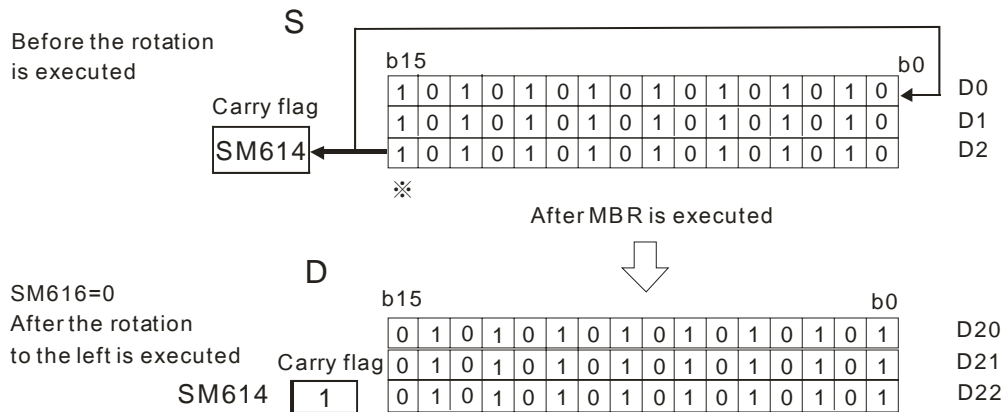 S
Before the rotation
is executed
b15 b0
1 0 1 0 1 0 1 0 1 0 1 0 1 0 1 0 D0
Carry flag
1 0 1 0 1 0 1 0 1 0 1 0 1 0 1 0 D1
SM614 1 0 1 0 1 0 1 0 1 0 1 0 1 0 1 0 D2
※
After MBR is executed
D
SM616=0
b15 b0
After the rotation
0 1 0 1 0 1 0 1 0 1 0 1 0 1 0 1 D20
to the left is executed
Carry flag 0 1 0 1 0 1 0 1 0 1 0 1 0 1 0 1 D21
SM614 1 0 1 0 1 0 1 0 1 0 1 0 1 0 1 0 1 D22